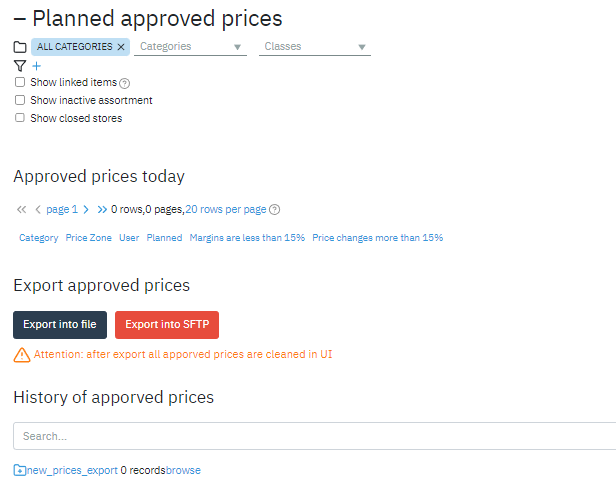 – Planned approved prices
ALL CATEGORIES × Categories Classes
+
Show linked items ?
Show inactive assortment
Show closed stores
Approved prices today
« ‹ page 1 › » 0 rows,0 pages,20 rows per page ?
Category Price Zone User Planned Margins are less than 15% Price changes more than 15%
Export approved prices
Export into file Export into SFTP
Attention: after export all apporved prices are cleaned in UI
History of apporved prices
Search...
new_prices_export 0 recordsbrowse